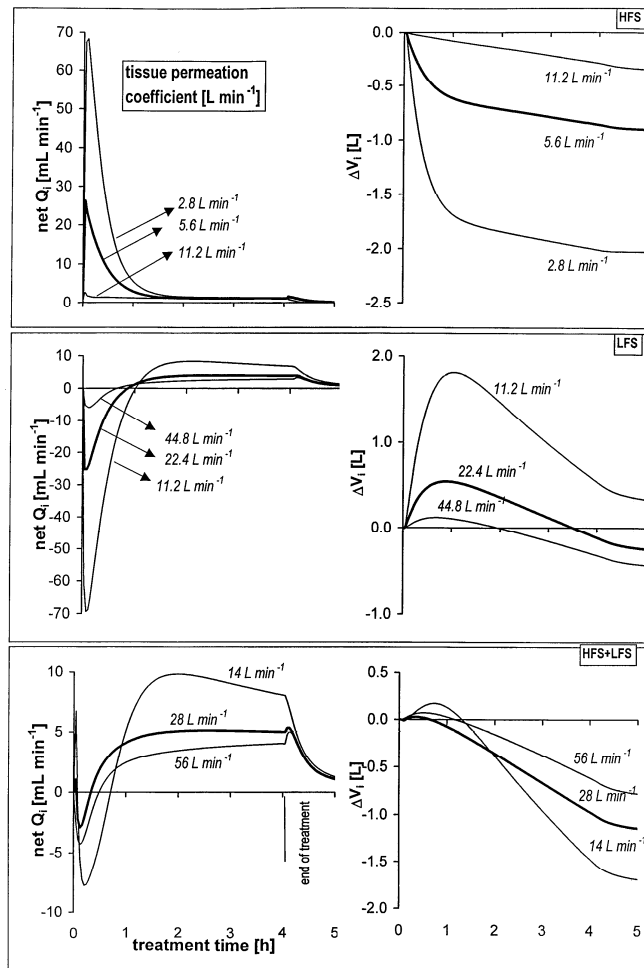 HFS
70
60
50
40
30
20
10
0
net Qi [mL min⁻¹]
tissue permeation
coefficient [L min⁻¹]
2.8 L min⁻¹
5.6 L min⁻¹
11.2 L min⁻¹
0.0
-0.5
-1.0
-1.5
-2.0
-2.5
ΔVi [L]
11.2 L min⁻¹
5.6 L min⁻¹
2.8 L min⁻¹
LFS
10
0
-10
-20
-30
-40
-50
-60
-70
net Qi [mL min⁻¹]
44.8 L min⁻¹
22.4 L min⁻¹
11.2 L min⁻¹
2.0
1.0
0.0
-1.0
ΔVi [L]
11.2 L min⁻¹
22.4 L min⁻¹
44.8 L min⁻¹
HFS+LFS
10
5
0
-5
-10
net Qi [mL min⁻¹]
14 L min⁻¹
28 L min⁻¹
56 L min⁻¹
end of treatment
0 1 2 3 4 5
treatment time [h]
0.5
0.0
-0.5
-1.0
-1.5
-2.0
ΔVi [L]
56 L min⁻¹
28 L min⁻¹
14 L min⁻¹
0 1 2 3 4 5